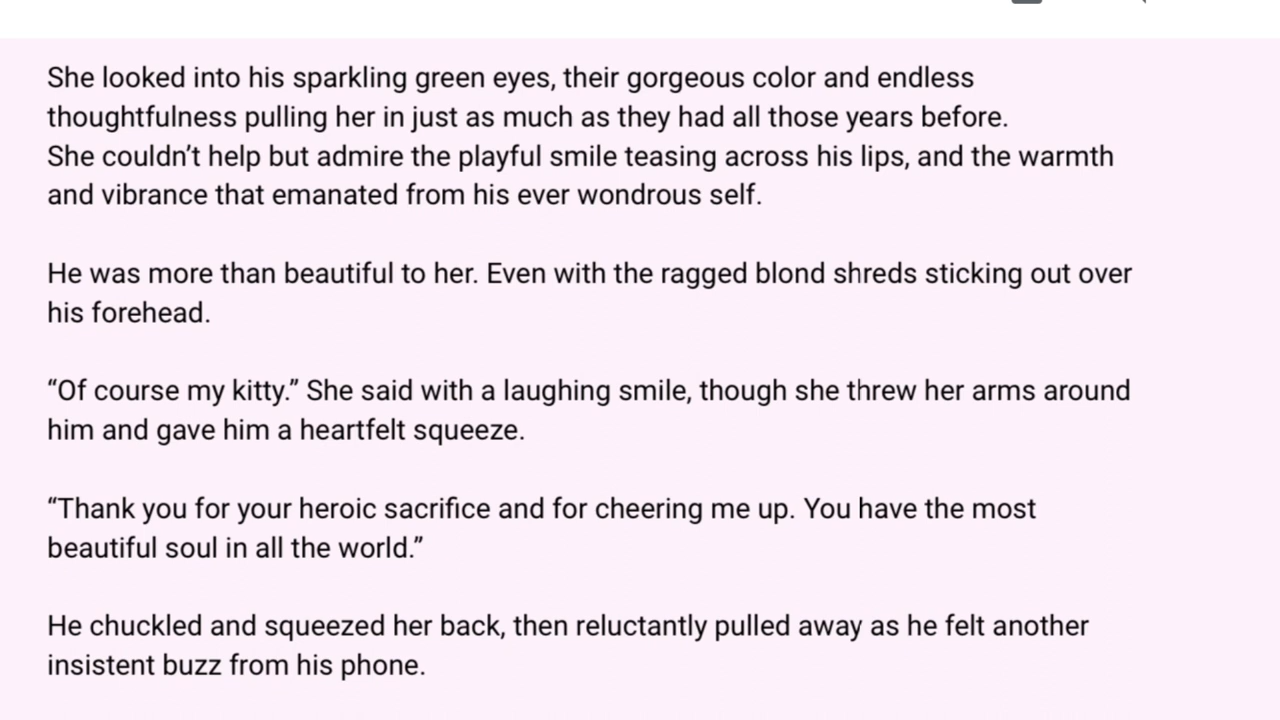 She looked into his sparkling green eyes, their gorgeous color and endless
thoughtfulness pulling her in just as much as they had all those years before.
She couldn’t help but admire the playful smile teasing across his lips, and the warmth
and vibrance that emanated from his ever wondrous self.
He was more than beautiful to her. Even with the ragged blond shreds sticking out over
his forehead.
“Of course my kitty.” She said with a laughing smile, though she threw her arms around
him and gave him a heartfelt squeeze.
“Thank you for your heroic sacrifice and for cheering me up. You have the most
beautiful soul in all the world.”
He chuckled and squeezed her back, then reluctantly pulled away as he felt another
insistent buzz from his phone.